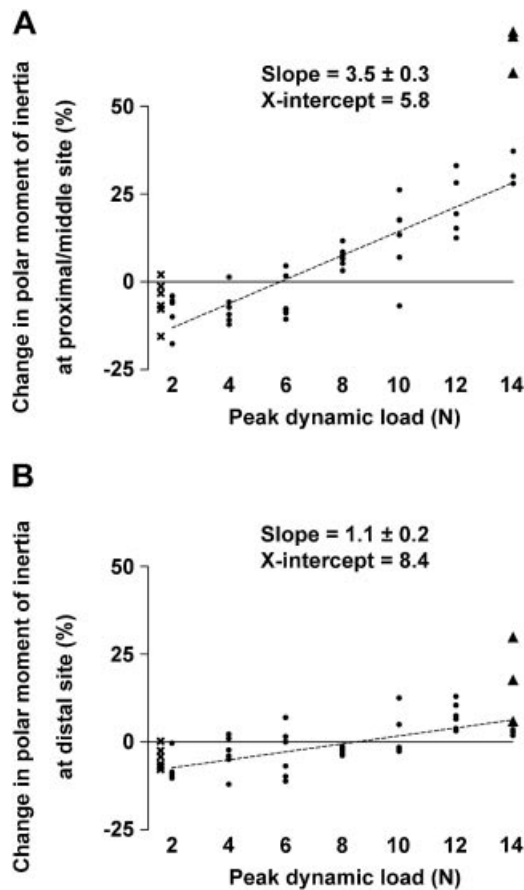 A
Change in polar moment of inertia
at proximal/middle site (%)
Slope = 3.5 ± 0.3
X-intercept = 5.8
50
25
0
-25
2 4 6 8 10 12 14
Peak dynamic load (N)
B
Change in polar moment of inertia
at distal site (%)
Slope = 1.1 ± 0.2
X-intercept = 8.4
50
25
0
-25
2 4 6 8 10 12 14
Peak dynamic load (N)